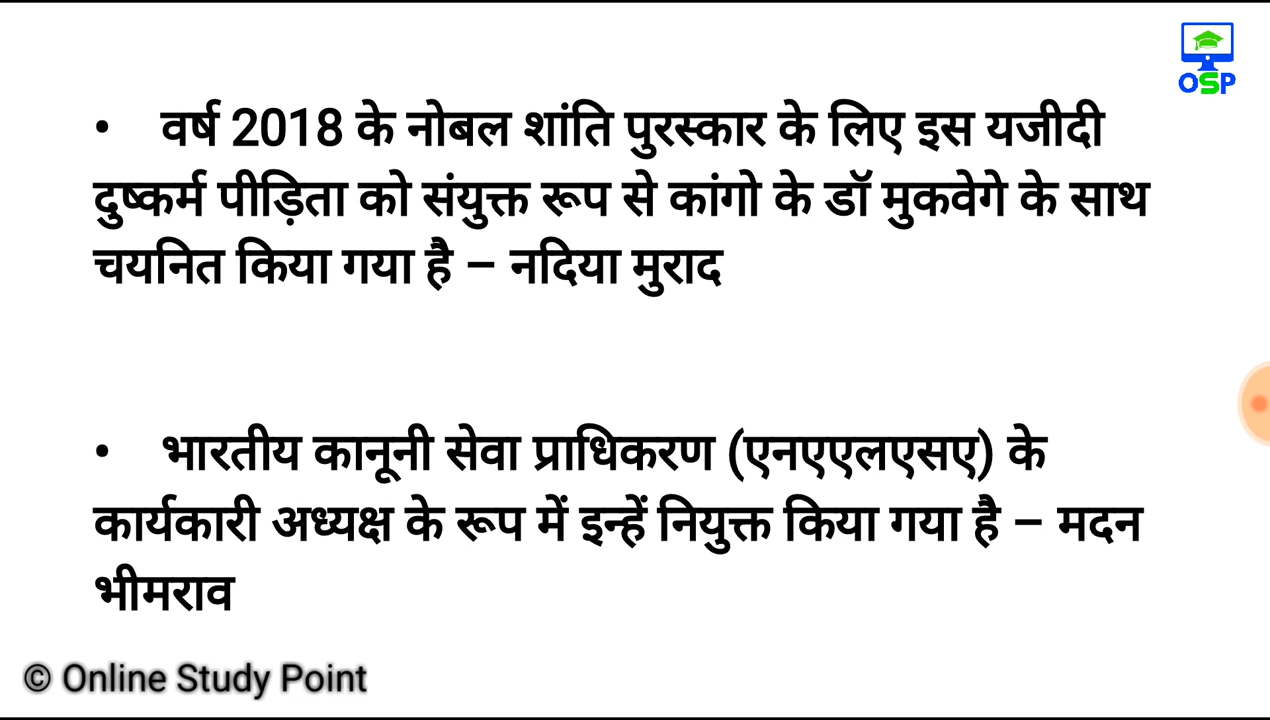 OSP
• वर्ष 2018 के नोबल शांति पुरस्कार के लिए इस यजीदी
दुष्कर्म पीड़िता को संयुक्त रूप से कांगो के डॉ मुकवेगे के साथ
चयनित किया गया है – नदिया मुराद
• भारतीय कानूनी सेवा प्राधिकरण (एनएएलएसए) के
कार्यकारी अध्यक्ष के रूप में इन्हें नियुक्त किया गया है – मदन
भीमराव
© Online Study Point